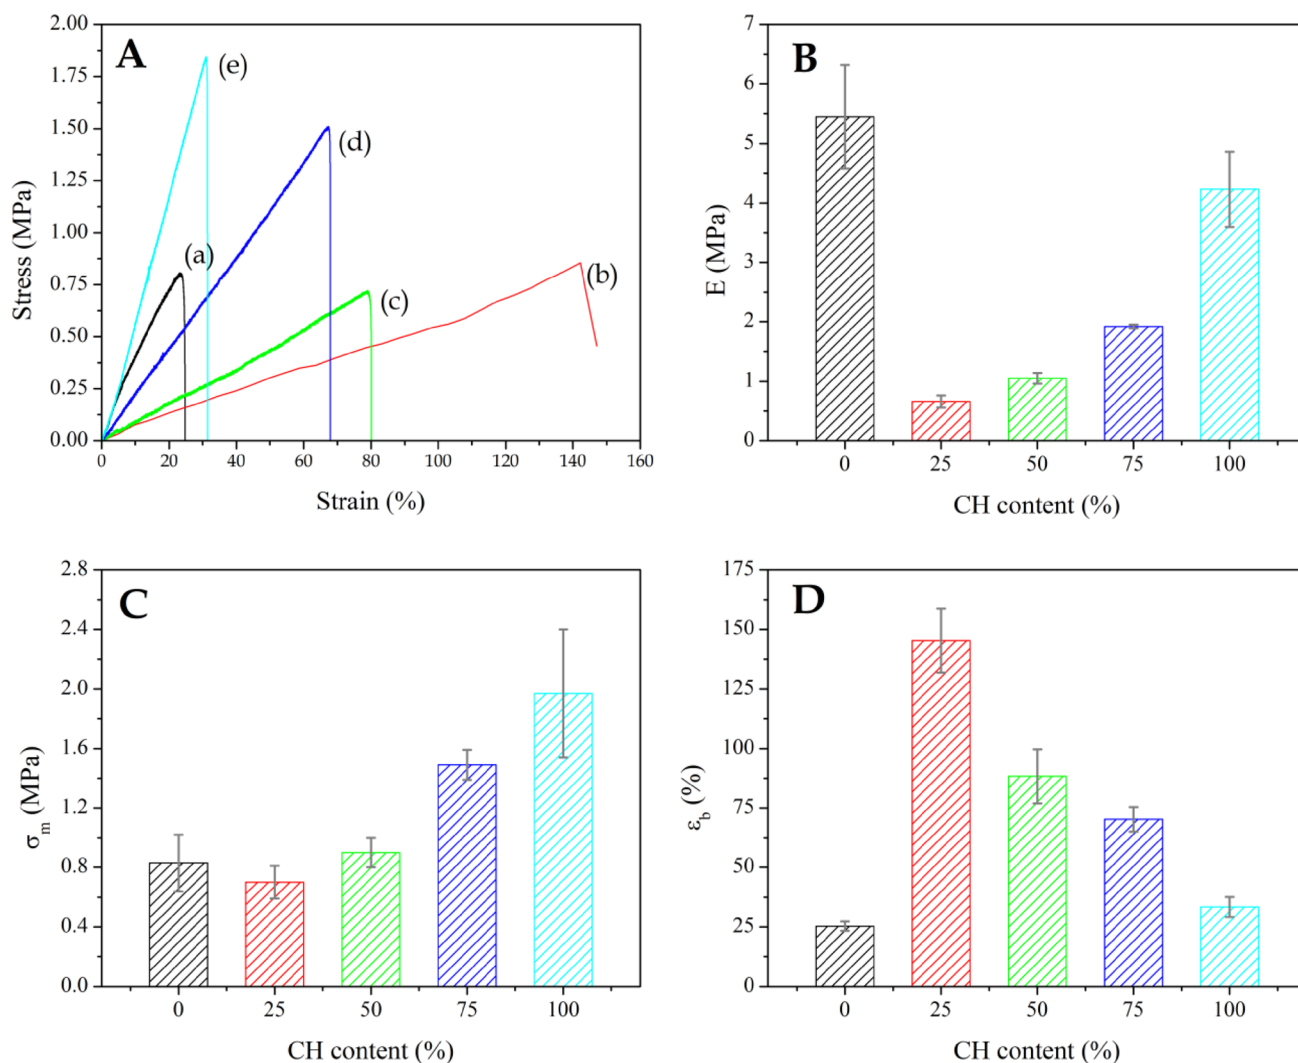 A
2.00
1.75
1.50
1.25
1.00
0.75
0.50
0.25
0.00
Stress (MPa)
(e)
(d)
(a)
(c)
(b)
0 20 40 60 80 100 120 140 160
Strain (%)
B
7
6
5
4
3
2
1
0
E (MPa)
0 25 50 75 100
CH content (%)
C
2.8
2.4
2.0
1.6
1.2
0.8
0.4
0.0
σm (MPa)
0 25 50 75 100
CH content (%)
D
175
150
125
100
75
50
25
0
εb (%)
0 25 50 75 100
CH content (%)